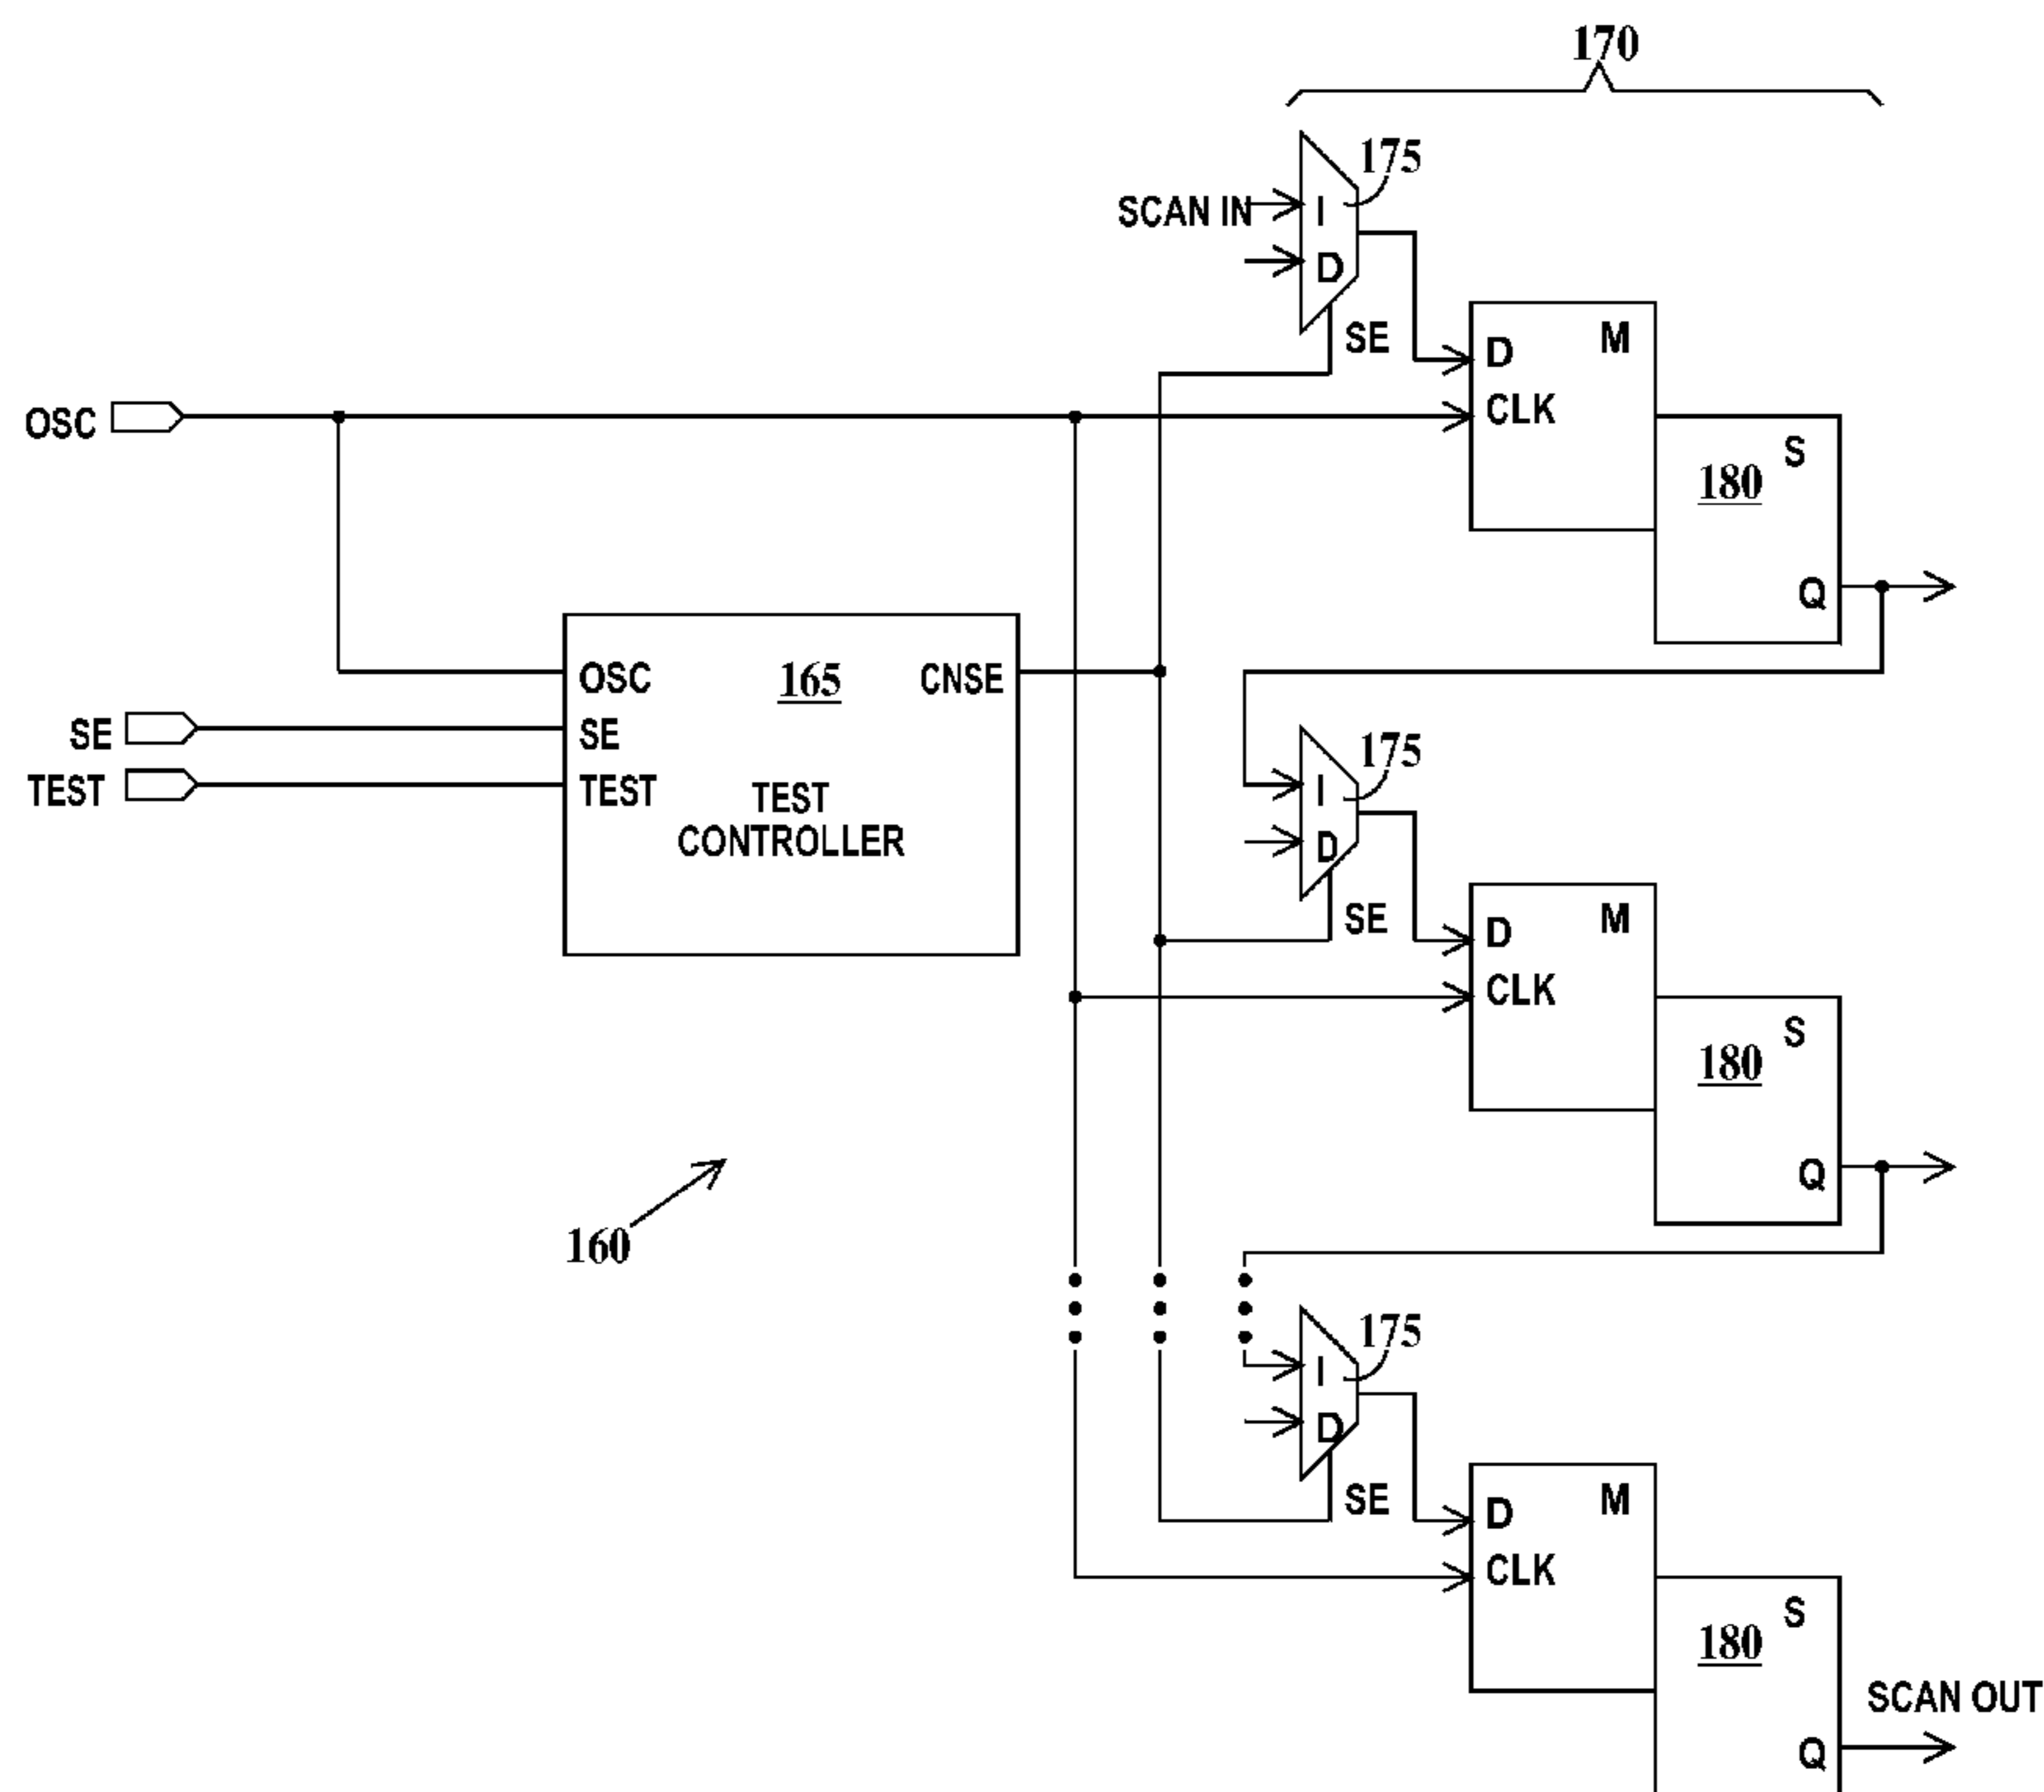 170
175
SCAN IN
I
D
SE
D
M
CLK
OSC
S
180
Q
OSC
165
CNSE
SE
SE
TEST
TEST
TEST
CONTROLLER
175
I
D
SE
D
M
CLK
S
180
Q
160
175
I
D
SE
D
M
CLK
S
180
SCAN OUT
Q